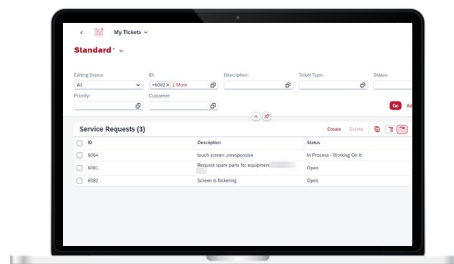 My Tickets
Standard*
Editing Status:
ID:
Description:
Ticket Type:
Status:
All
=6082 × 2 More
Priority:
Customer:
Go
Service Requests (3)
Create Delete
ID Description Status
6064 touch screen unresponsive In Process - Working On It
6081 Request spare parts for equipment Open
6082 Screen is flickering Open